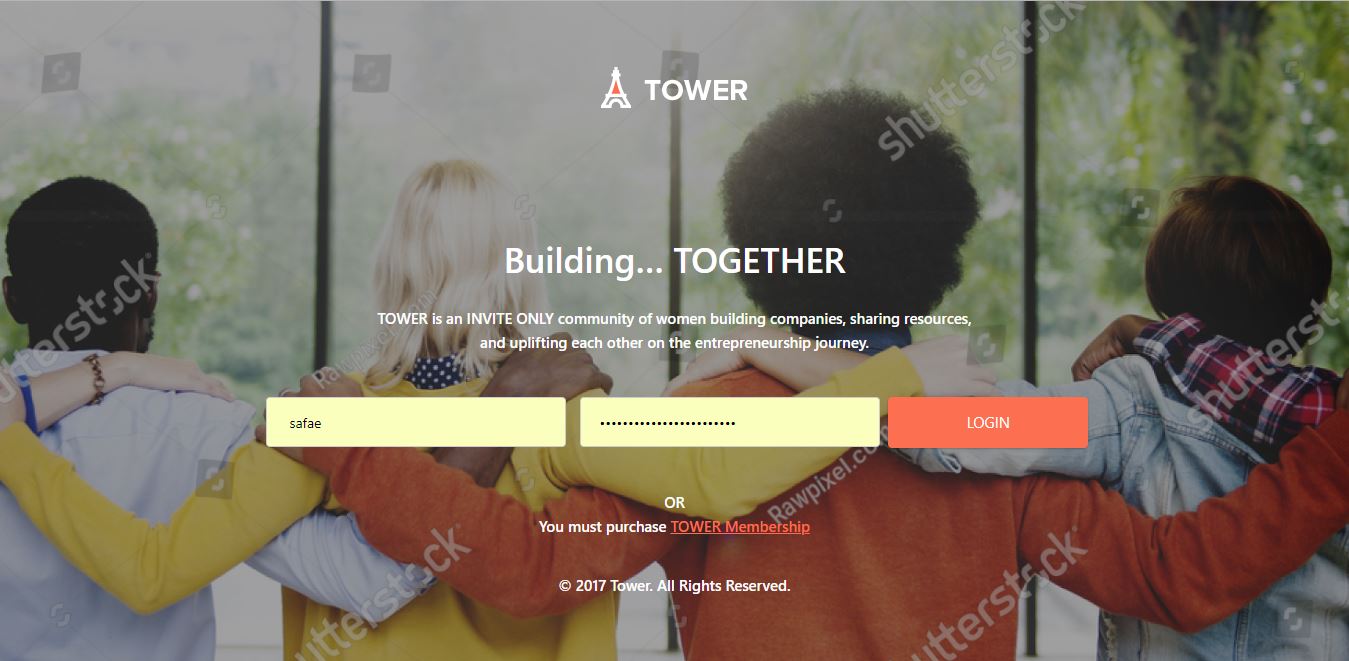 TOWER
Building... TOGETHER
TOWER is an INVITE ONLY community of women building companies, sharing resources,
and uplifting each other on the entrepreneurship journey.
safae
••••••••••••••••••••••••
LOGIN
OR
You must purchase TOWER Membership
© 2017 Tower. All Rights Reserved.
shutterstock
shutterstock
Rawpixel.com
shutterstock
Rawpixel.com
shutterstock
shutterstock